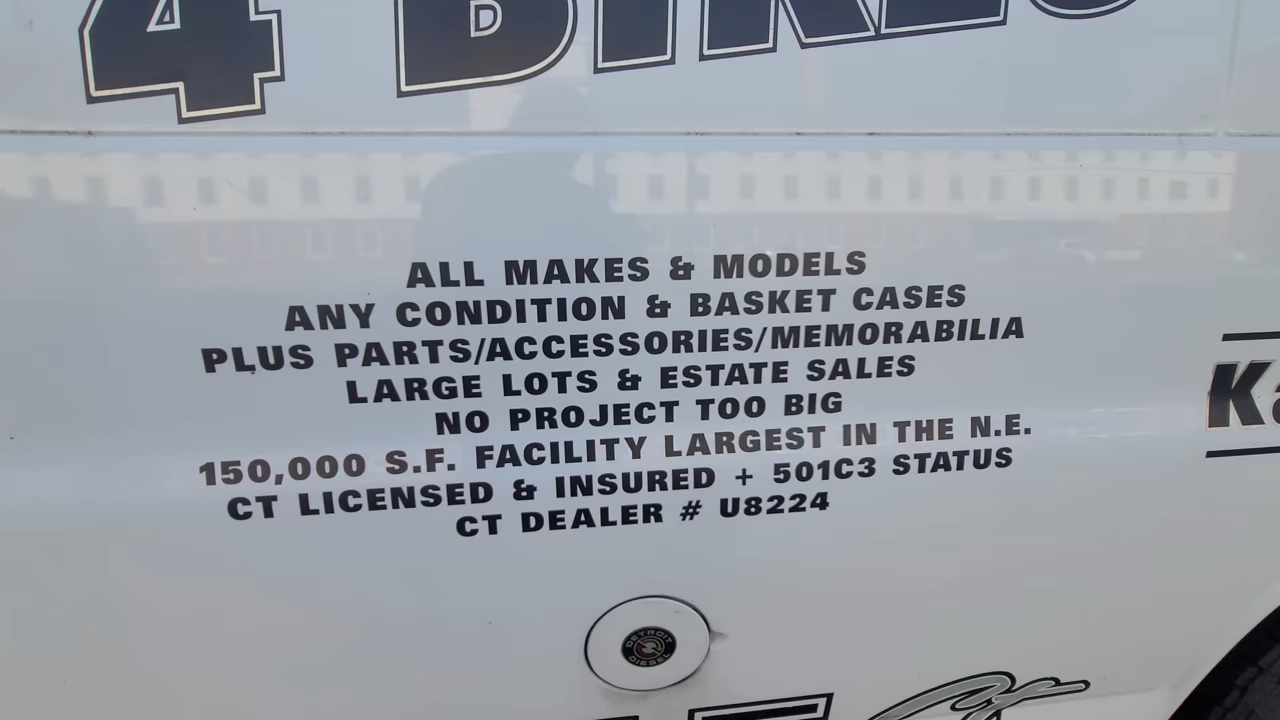 4 BIKES
ALL MAKES & MODELS
ANY CONDITION & BASKET CASES
PLUS PARTS/ACCESSORIES/MEMORABILIA
LARGE LOTS & ESTATE SALES
NO PROJECT TOO BIG
150,000 S.F. FACILITY LARGEST IN THE N.E.
CT LICENSED & INSURED + 501C3 STATUS
CT DEALER # U8224
DETROIT
DIESEL